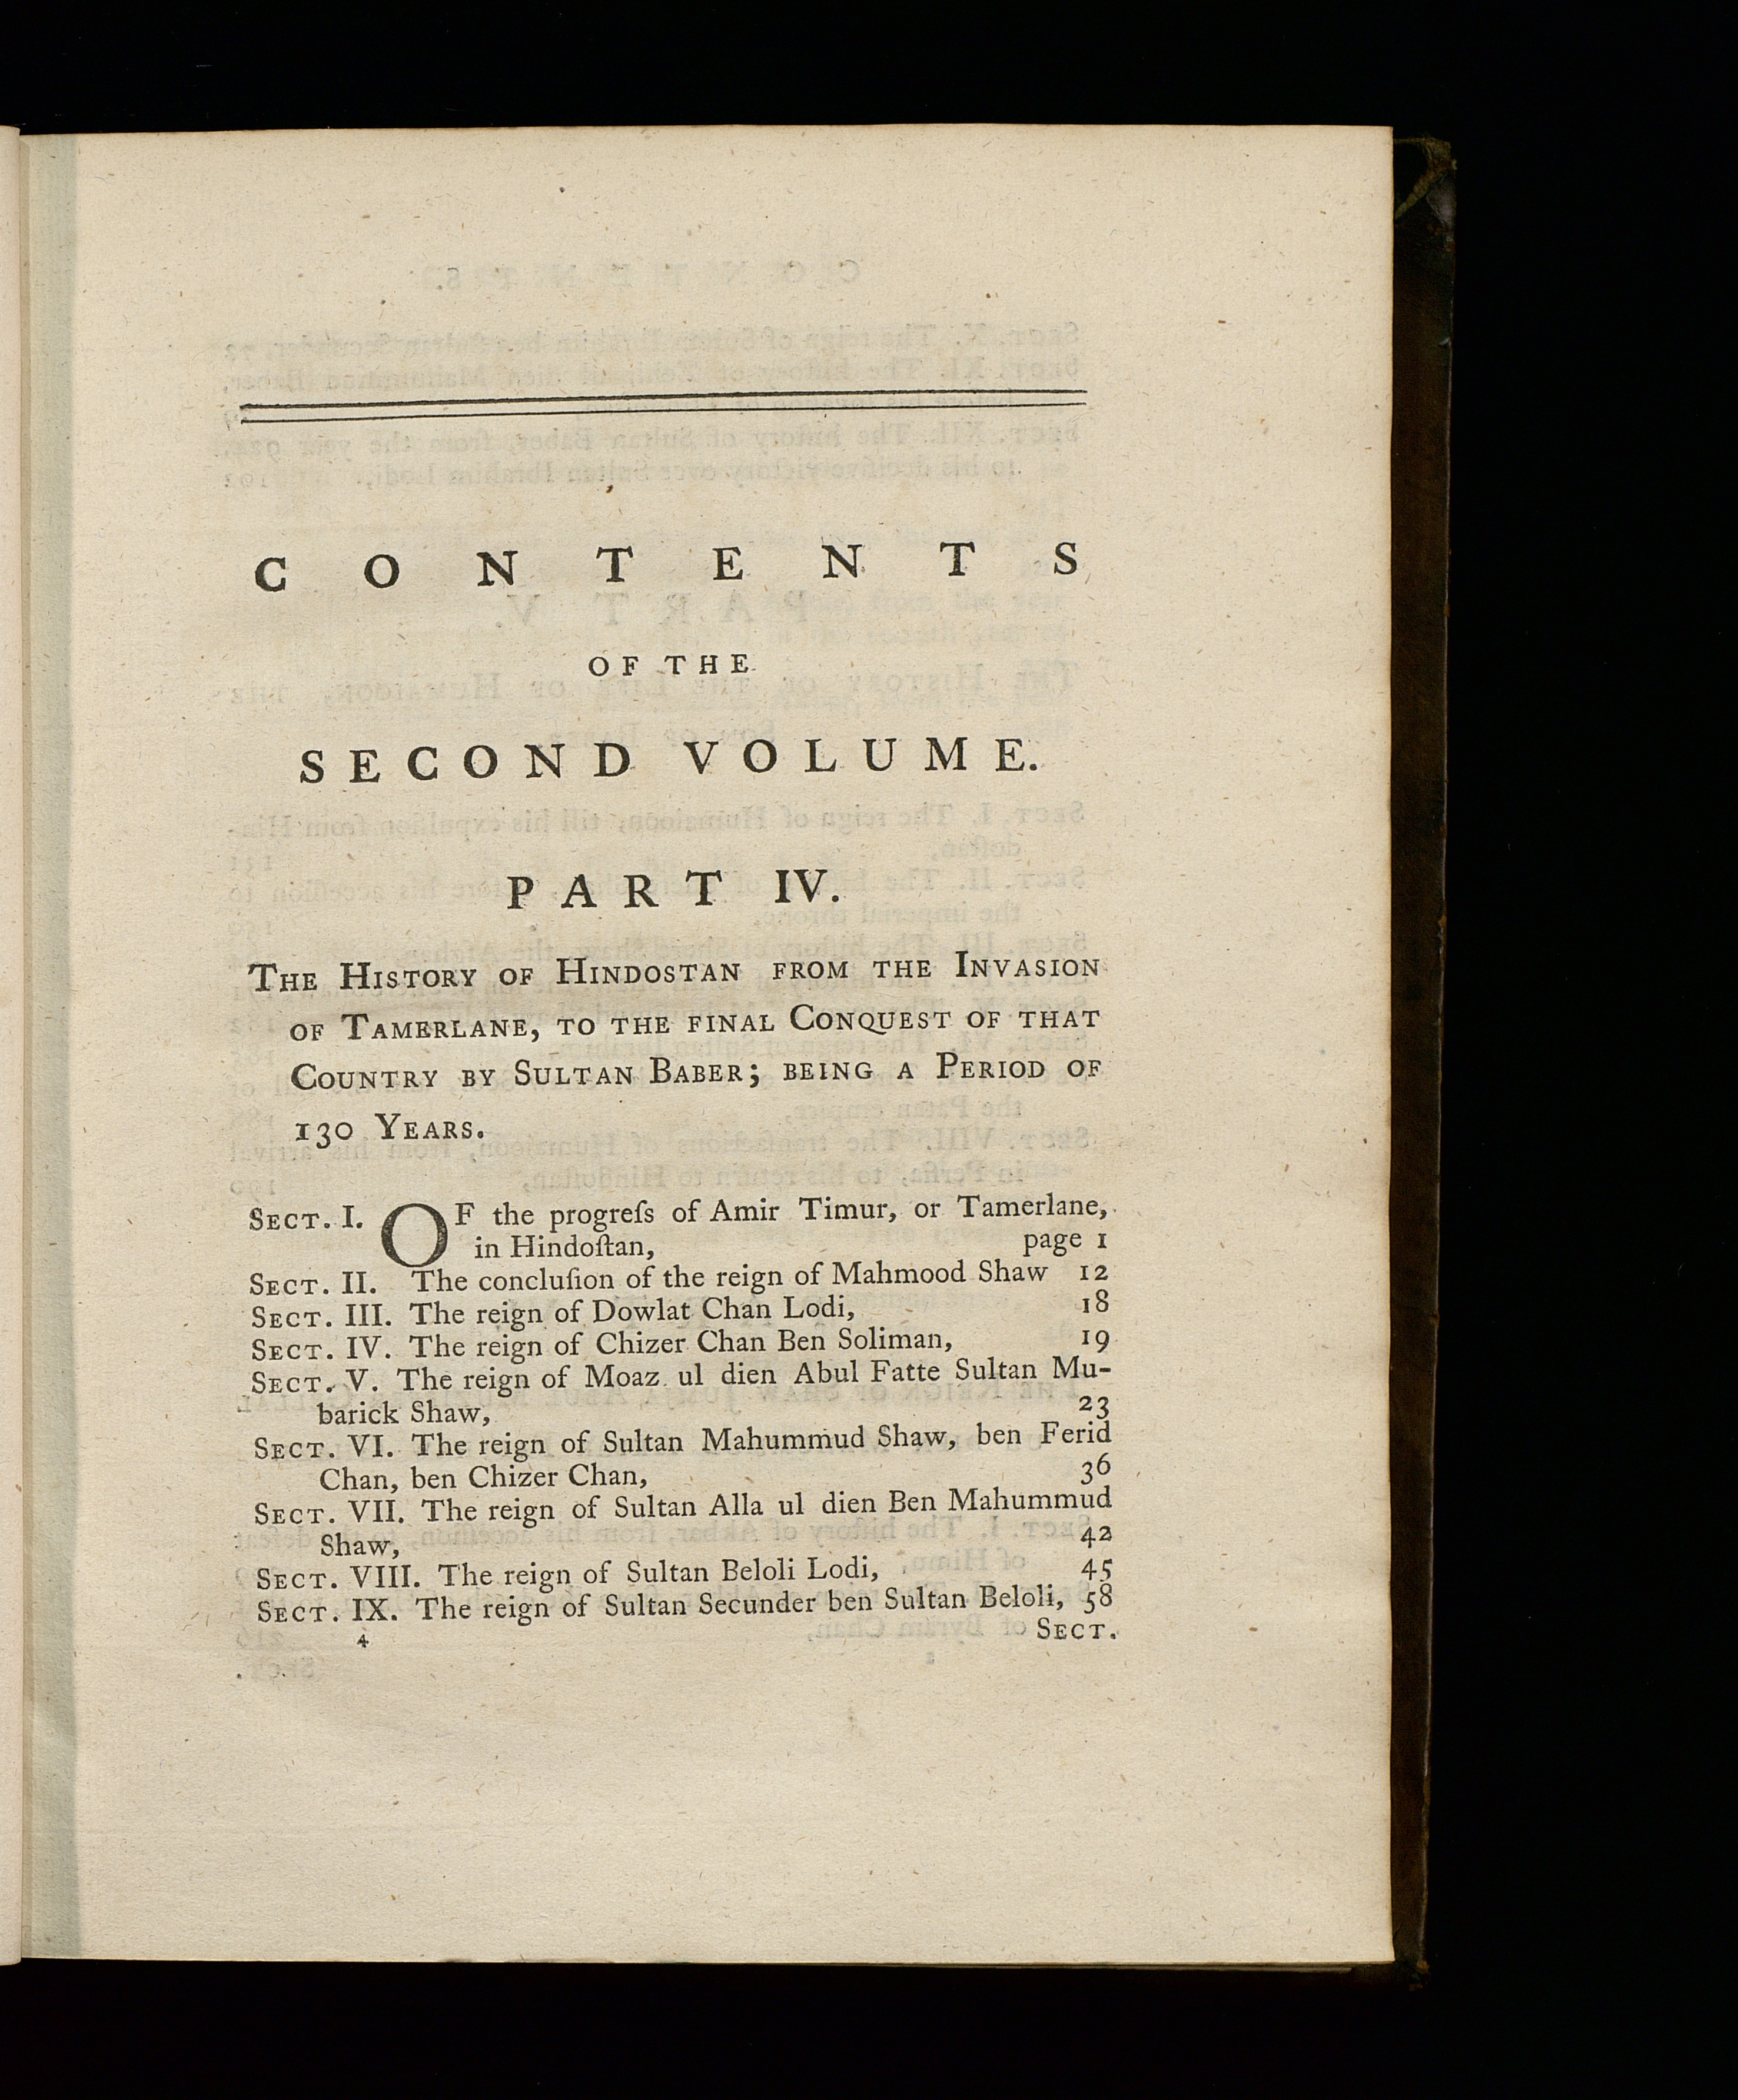 CONTENTS
OF THE
SECOND VOLUME.
PART IV.
THE HISTORY OF HINDOSTAN FROM THE INVASION
OF TAMERLANE, TO THE FINAL CONQUEST OF THAT
COUNTRY BY SULTAN BABER; BEING A PERIOD OF
130 YEARS.
SECT. I. OF the progreſs of Amir Timur, or Tamerlane,
in Hindoſtan, page 1
SECT. II. The concluſion of the reign of Mahmood Shaw 12
SECT. III. The reign of Dowlat Chan Lodi, 18
SECT. IV. The reign of Chizer Chan Ben Soliman, 19
SECT. V. The reign of Moaz ul dien Abul Fatte Sultan Mu-
barick Shaw, 23
SECT. VI. The reign of Sultan Mahummud Shaw, ben Ferid
Chan, ben Chizer Chan, 36
SECT. VII. The reign of Sultan Alla ul dien Ben Mahummud
Shaw, 42
SECT. VIII. The reign of Sultan Beloli Lodi, 45
SECT. IX. The reign of Sultan Secunder ben Sultan Beloli, 58
4 SECT.